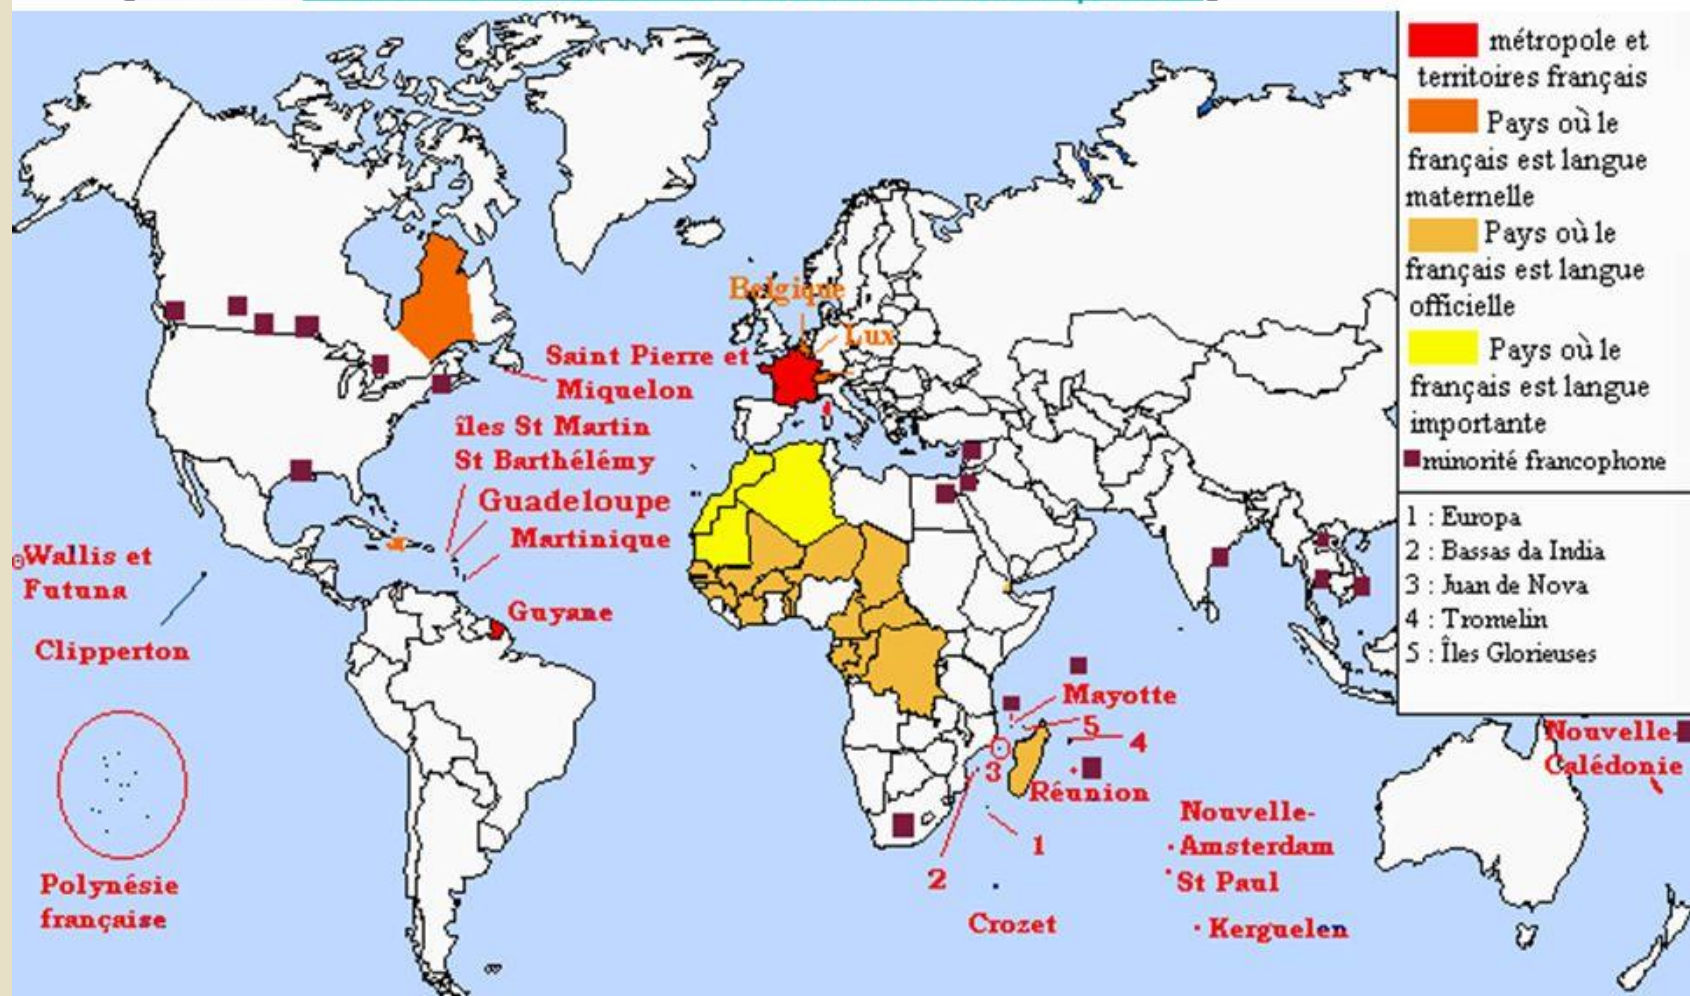 Belgique
Lux
Saint Pierre et
Miquelon
îles St Martin
St Barthélémy
Guadeloupe
Martinique
Wallis et
Futuna
Clipperton
Guyane
Polynésie
française
Mayotte
5
4
3
Réunion
1
2
Nouvelle-
Amsterdam
St Paul
Crozet
Kerguelen
Nouvelle-
Calédonie
métropole et
territoires français
Pays où le
français est langue
maternelle
Pays où le
français est langue
officielle
Pays où le
français est langue
importante
minorité francophone
1 : Europa
2 : Bassas da India
3 : Juan de Nova
4 : Tromelin
5 : Îles Glorieuses